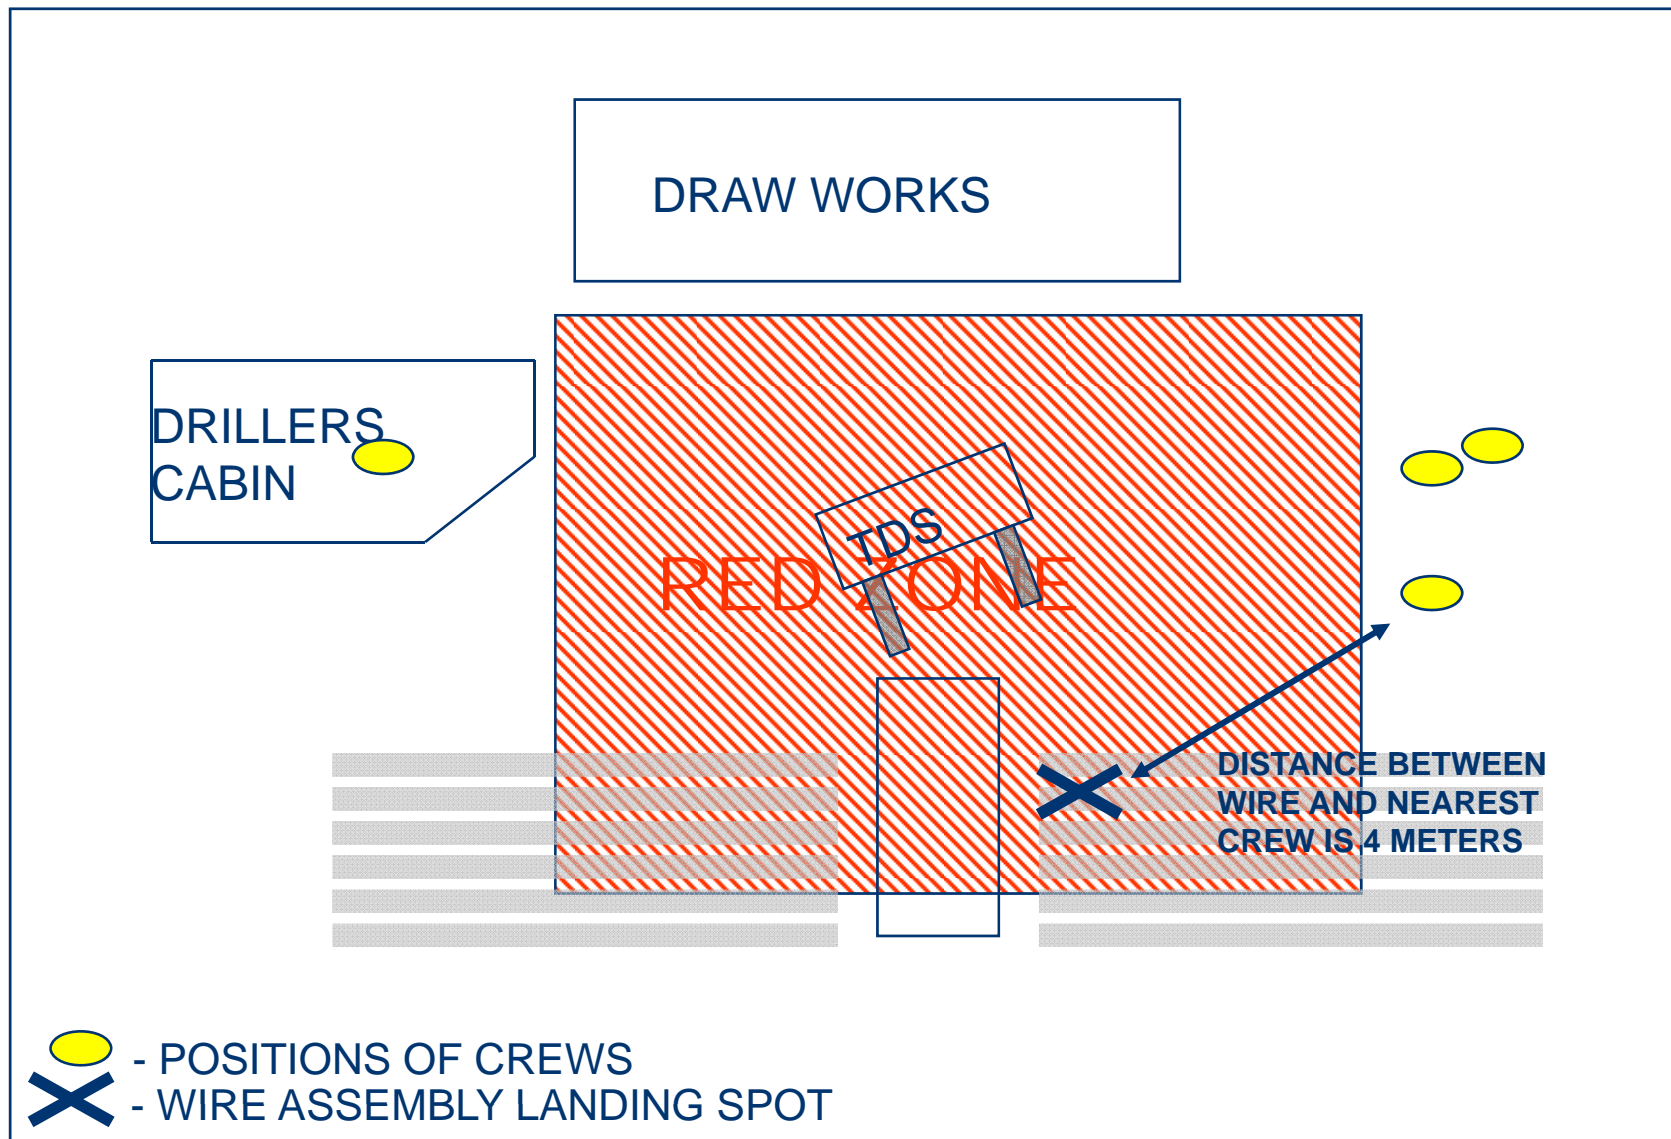 DRAW WORKS
DRILLERS
CABIN
TDS
RED ZONE
DISTANCE BETWEEN
WIRE AND NEAREST
CREW IS 4 METERS
- POSITIONS OF CREWS
- WIRE ASSEMBLY LANDING SPOT